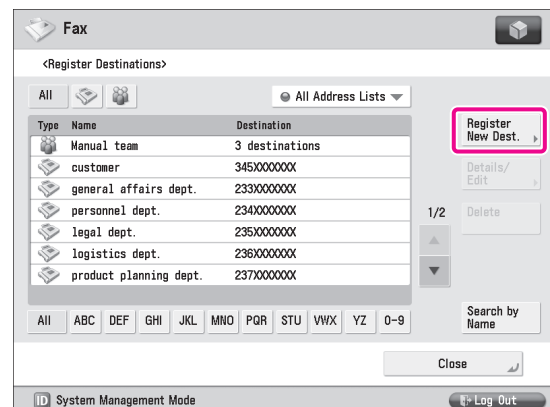 Fax
<Register Destinations>
All
All Address Lists
Type Name Destination
Manual team 3 destinations
customer 345XXXXXXX
general affairs dept. 233XXXXXXX
personnel dept. 234XXXXXXX
legal dept. 235XXXXXXX
logistics dept. 236XXXXXXX
product planning dept. 237XXXXXXX
1/2
Register
New Dest.
Details/
Edit
Delete
All ABC DEF GHI JKL MNO PQR STU VWX YZ 0-9
Search by
Name
Close
ID System Management Mode
Log Out